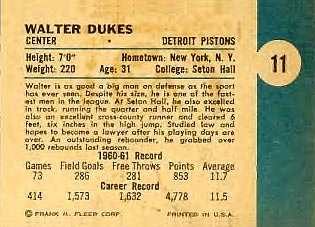 WALTER DUKES
CENTER DETROIT PISTONS
Height: 7'0" Hometown: New York, N. Y.
Weight: 220 Age: 31 College: Seton Hall
11
Walter is as good a big man on defense as the sport
has ever seen. Despite his size, he is one of the fast-
est men in the league. At Seton Hall, he also excelled
in track, running the quarter and half mile. He was
also an excellent cross-county runner and cleared 6
feet, six inches in the high jump. Studied law and
hopes to become a lawyer after his playing days are
over. An outstanding rebounder, he grabbed over
1,000 rebounds last season.
1960-61 Record
Games Field Goals Free Throws Points Average
73 286 281 853 11.7
Career Record
414 1,573 1,632 4,778 11.5
© FRANK H. FLEER CORP. PRINTED IN U.S.A.